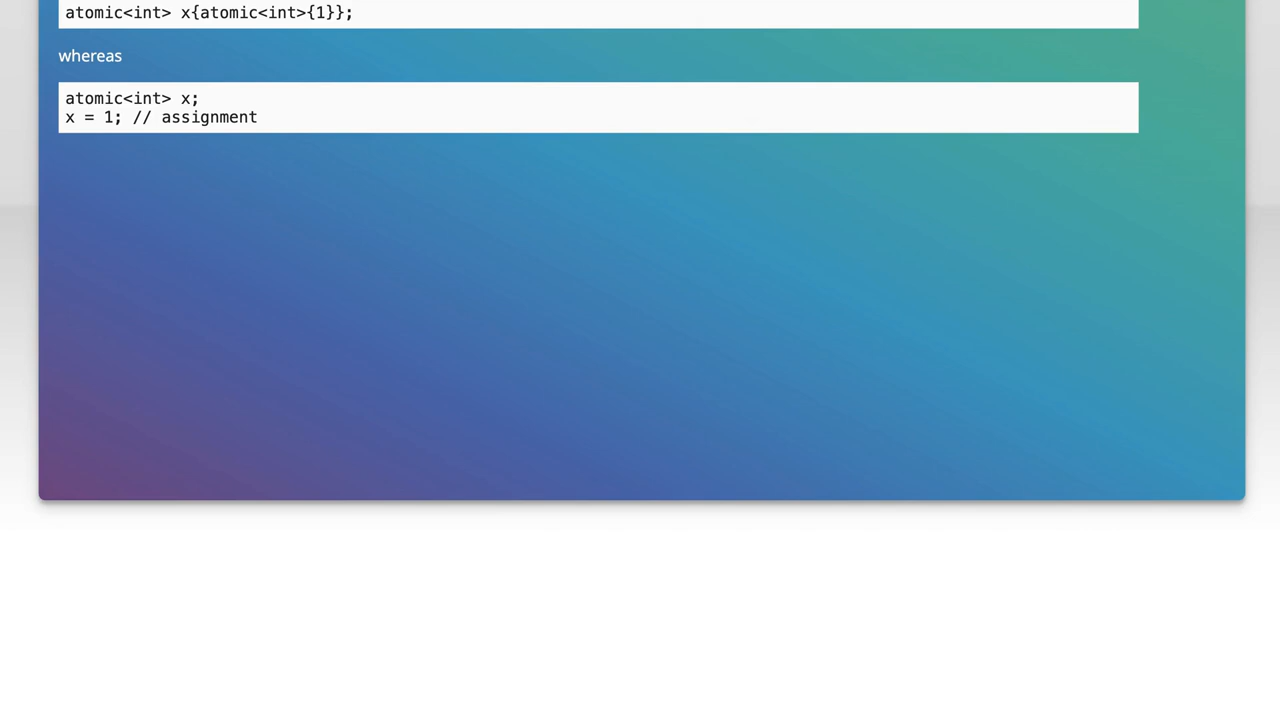 atomic<int> x{atomic<int>{1}};
whereas
atomic<int> x;
x = 1; // assignment